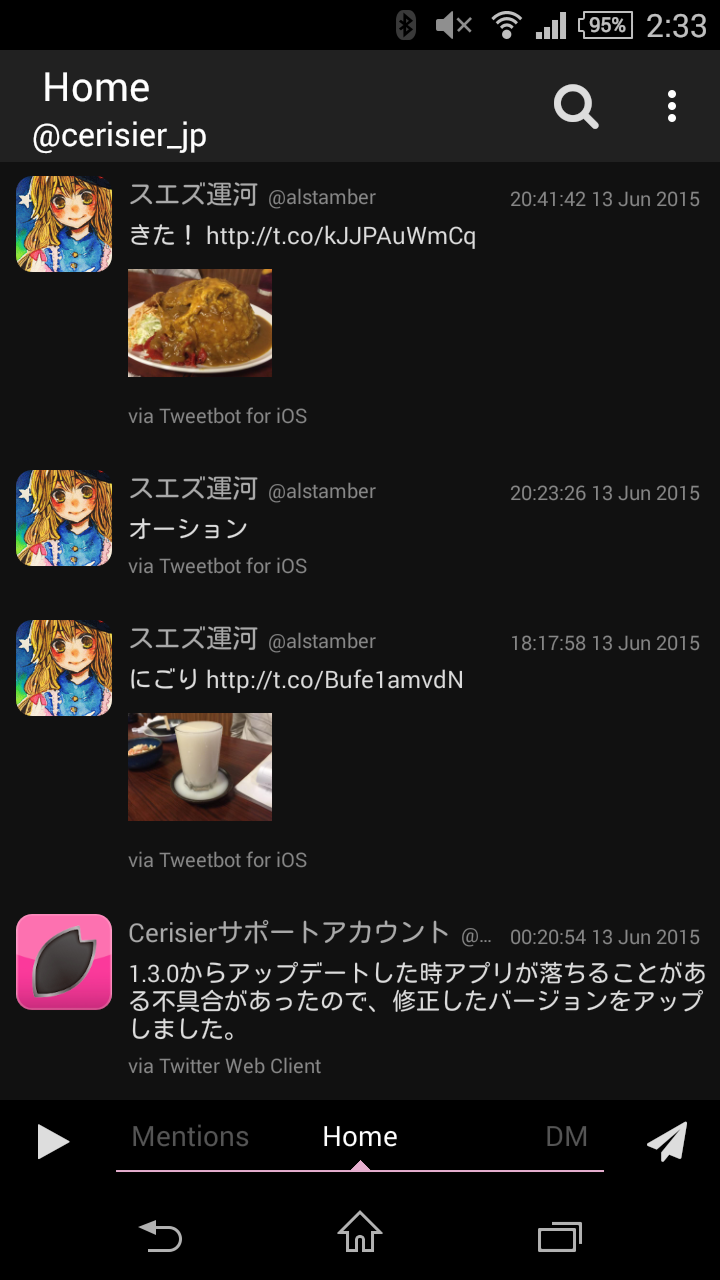 95% 2:33
Home
@cerisier_jp
スエズ運河 @alstamber 20:41:42 13 Jun 2015
きた！ http://t.co/kJJPAuWmCq
via Tweetbot for iOS
スエズ運河 @alstamber 20:23:26 13 Jun 2015
オーション
via Tweetbot for iOS
スエズ運河 @alstamber 18:17:58 13 Jun 2015
にごり http://t.co/Bufe1amvdN
via Tweetbot for iOS
Cerisierサポートアカウント @... 00:20:54 13 Jun 2015
1.3.0からアップデートした時アプリが落ちることがあ
る不具合があったので、修正したバージョンをアップ
しました。
via Twitter Web Client
Mentions Home DM